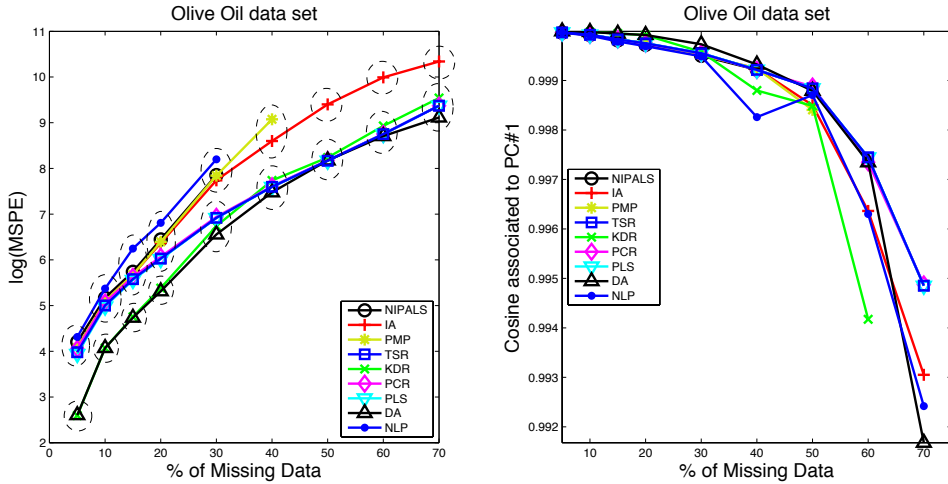 Olive Oil data set
log(MSPE)
11
10
9
8
7
6
5
4
3
2
NIPALS
IA
PMP
TSR
KDR
PCR
PLS
DA
NLP
0 10 20 30 40 50 60 70
% of Missing Data
Olive Oil data set
Cosine associated to PC#1
0.999
0.998
0.997
0.996
0.995
0.994
0.993
0.992
NIPALS
IA
PMP
TSR
KDR
PCR
PLS
DA
NLP
10 20 30 40 50 60 70
% of Missing Data